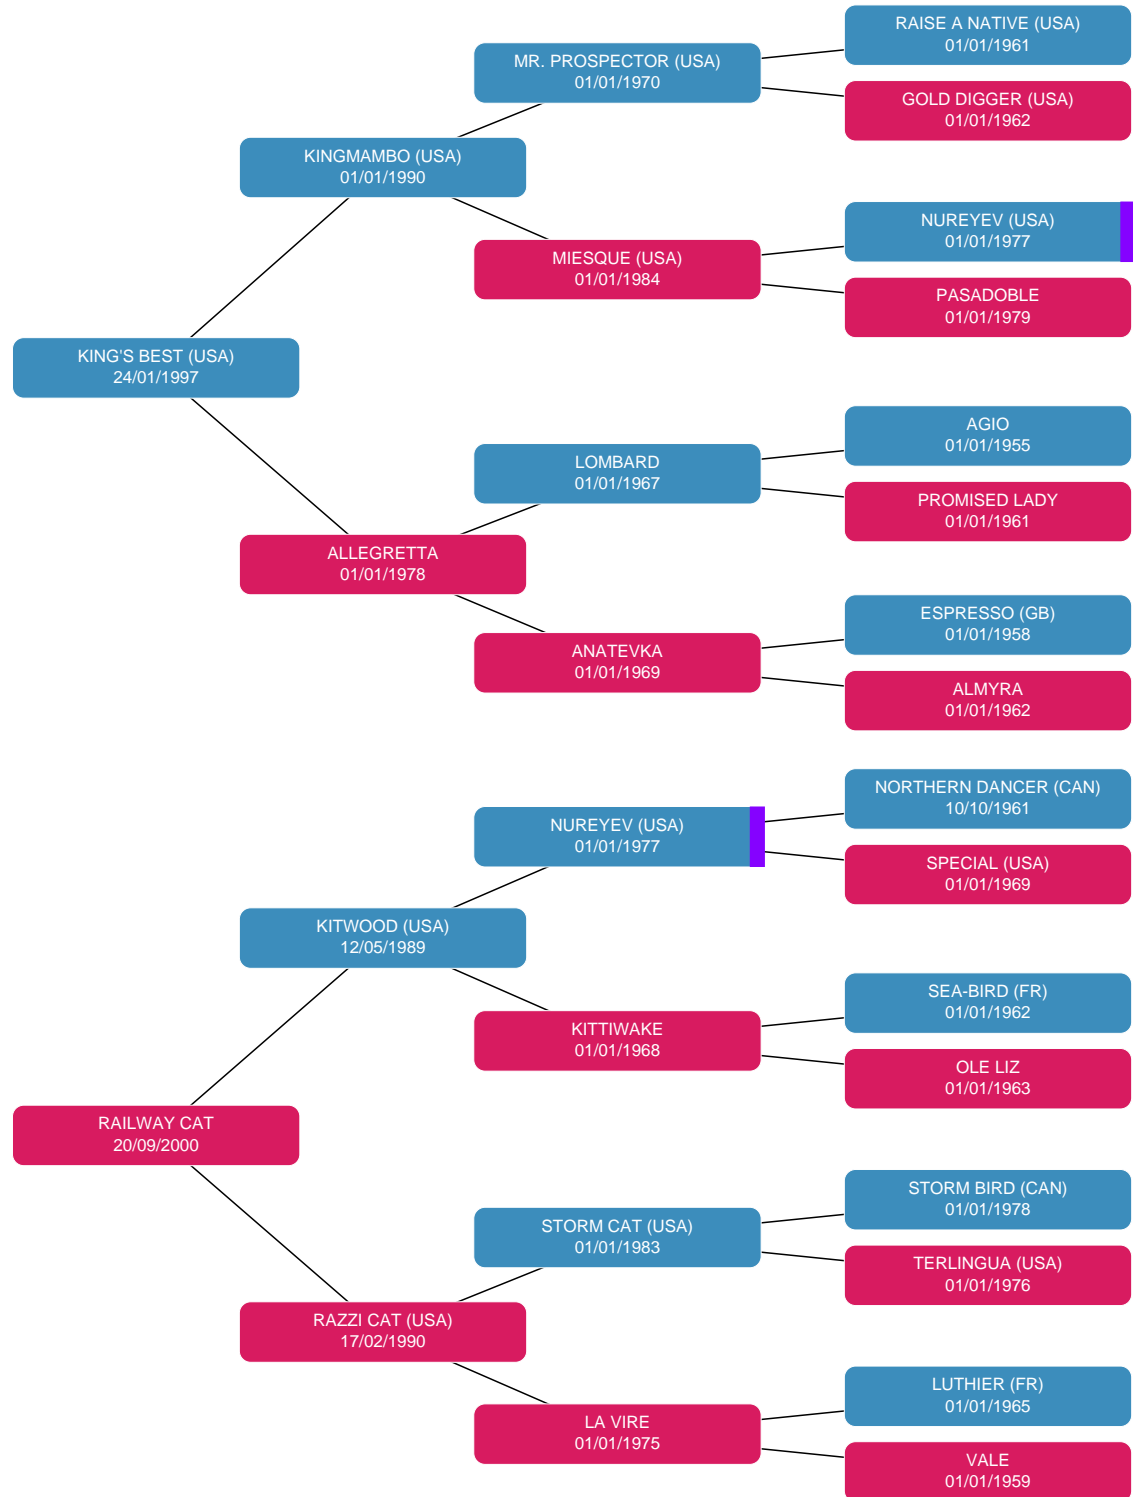 RAISE A NATIVE (USA)
01/01/1961
MR. PROSPECTOR (USA)
01/01/1970
GOLD DIGGER (USA)
01/01/1962
KINGMAMBO (USA)
01/01/1990
NUREYEV (USA)
01/01/1977
MIESQUE (USA)
01/01/1984
PASADOBLE
01/01/1979
KING'S BEST (USA)
24/01/1997
AGIO
01/01/1955
LOMBARD
01/01/1967
PROMISED LADY
01/01/1961
ALLEGRETTA
01/01/1978
ESPRESSO (GB)
01/01/1958
ANATEVKA
01/01/1969
ALMYRA
01/01/1962
NORTHERN DANCER (CAN)
10/10/1961
NUREYEV (USA)
01/01/1977
SPECIAL (USA)
01/01/1969
KITWOOD (USA)
12/05/1989
SEA-BIRD (FR)
01/01/1962
KITTIWAKE
01/01/1968
OLE LIZ
01/01/1963
RAILWAY CAT
20/09/2000
STORM BIRD (CAN)
01/01/1978
STORM CAT (USA)
01/01/1983
TERLINGUA (USA)
01/01/1976
RAZZI CAT (USA)
17/02/1990
LUTHIER (FR)
01/01/1965
LA VIRE
01/01/1975
VALE
01/01/1959